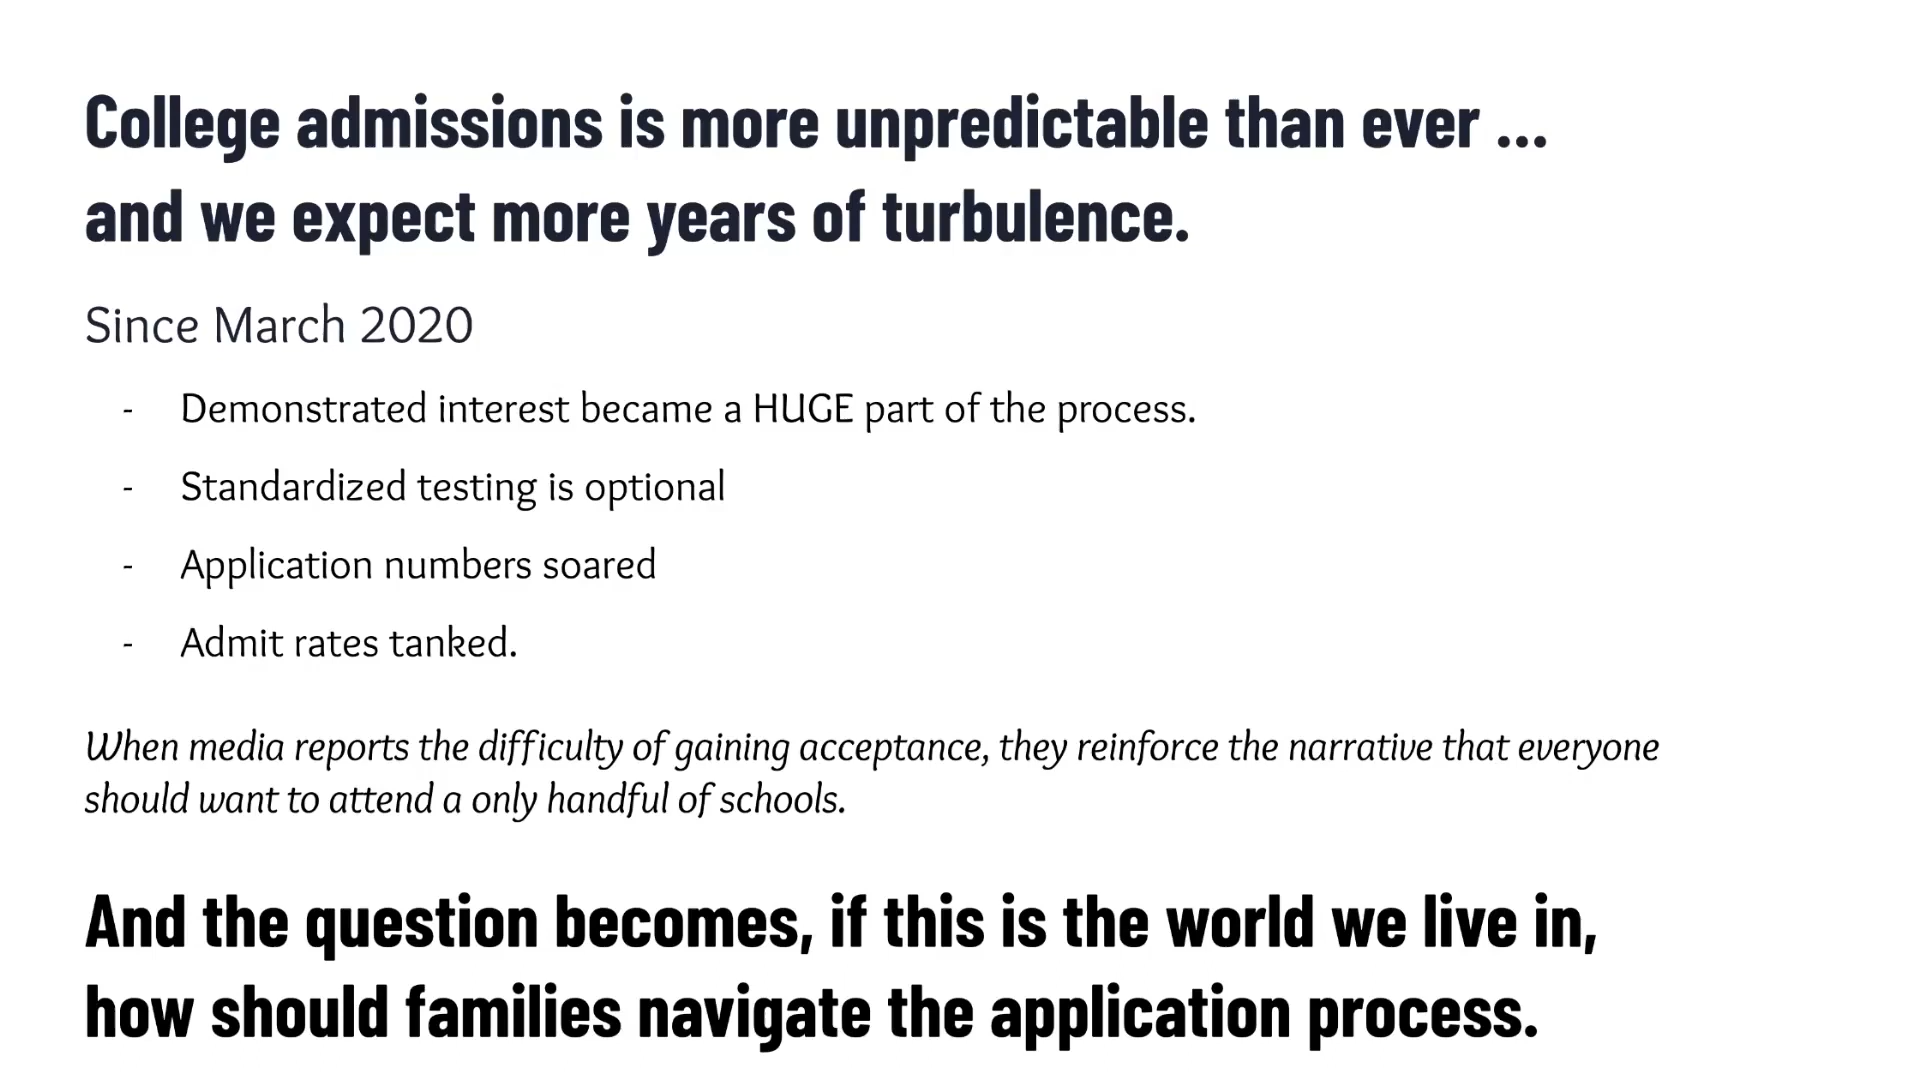 College admissions is more unpredictable than ever ...
and we expect more years of turbulence.
Since March 2020
- Demonstrated interest became a HUGE part of the process.
- Standardized testing is optional
- Application numbers soared
- Admit rates tanked.
When media reports the difficulty of gaining acceptance, they reinforce the narrative that everyone
should want to attend a only handful of schools.
And the question becomes, if this is the world we live in,
how should families navigate the application process.